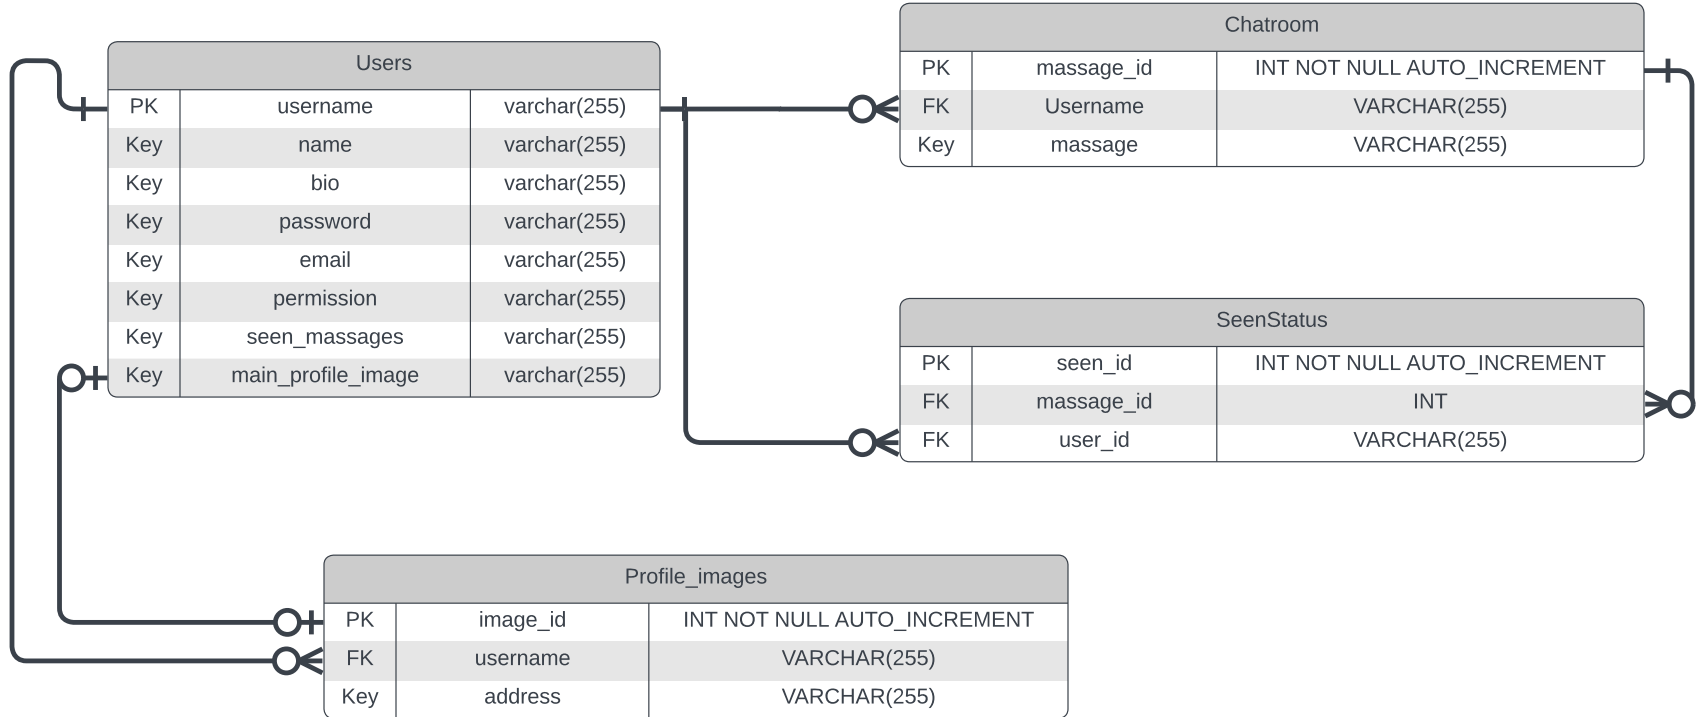 Users
PK username varchar(255)
Key name varchar(255)
Key bio varchar(255)
Key password varchar(255)
Key email varchar(255)
Key permission varchar(255)
Key seen_massages varchar(255)
Key main_profile_image varchar(255)
Chatroom
PK massage_id INT NOT NULL AUTO_INCREMENT
FK Username VARCHAR(255)
Key massage VARCHAR(255)
SeenStatus
PK seen_id INT NOT NULL AUTO_INCREMENT
FK massage_id INT
FK user_id VARCHAR(255)
Profile_images
PK image_id INT NOT NULL AUTO_INCREMENT
FK username VARCHAR(255)
Key address VARCHAR(255)